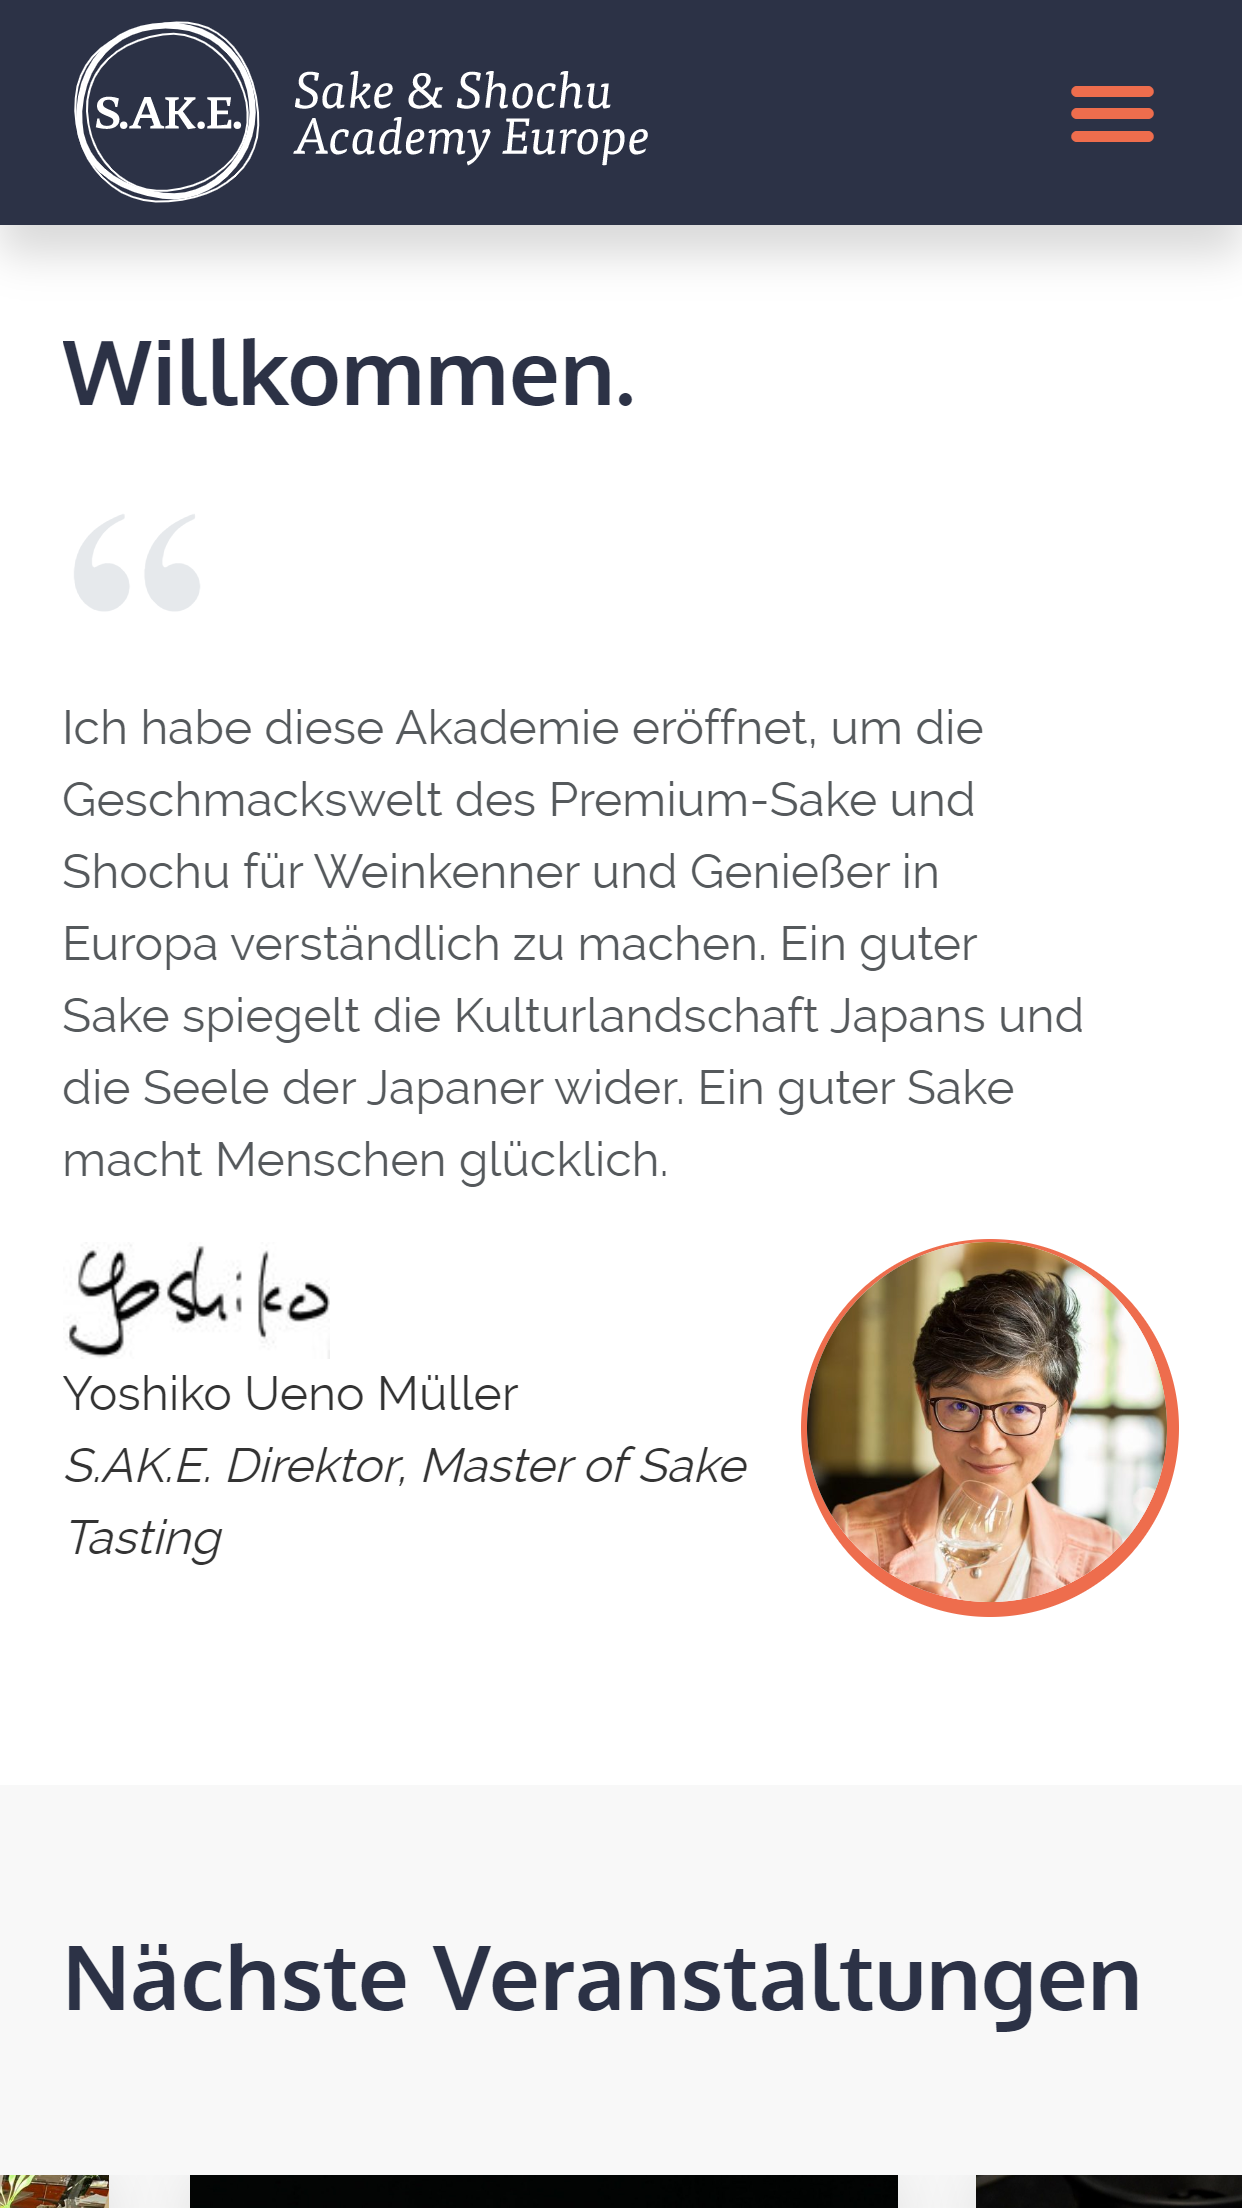 S.AK.E.
Sake & Shochu
Academy Europe
Willkommen.
“
Ich habe diese Akademie eröffnet, um die
Geschmackswelt des Premium-Sake und
Shochu für Weinkenner und Genießer in
Europa verständlich zu machen. Ein guter
Sake spiegelt die Kulturlandschaft Japans und
die Seele der Japaner wider. Ein guter Sake
macht Menschen glücklich.
Yoshiko
Yoshiko Ueno Müller
S.AK.E. Direktor, Master of Sake
Tasting
Nächste Veranstaltungen